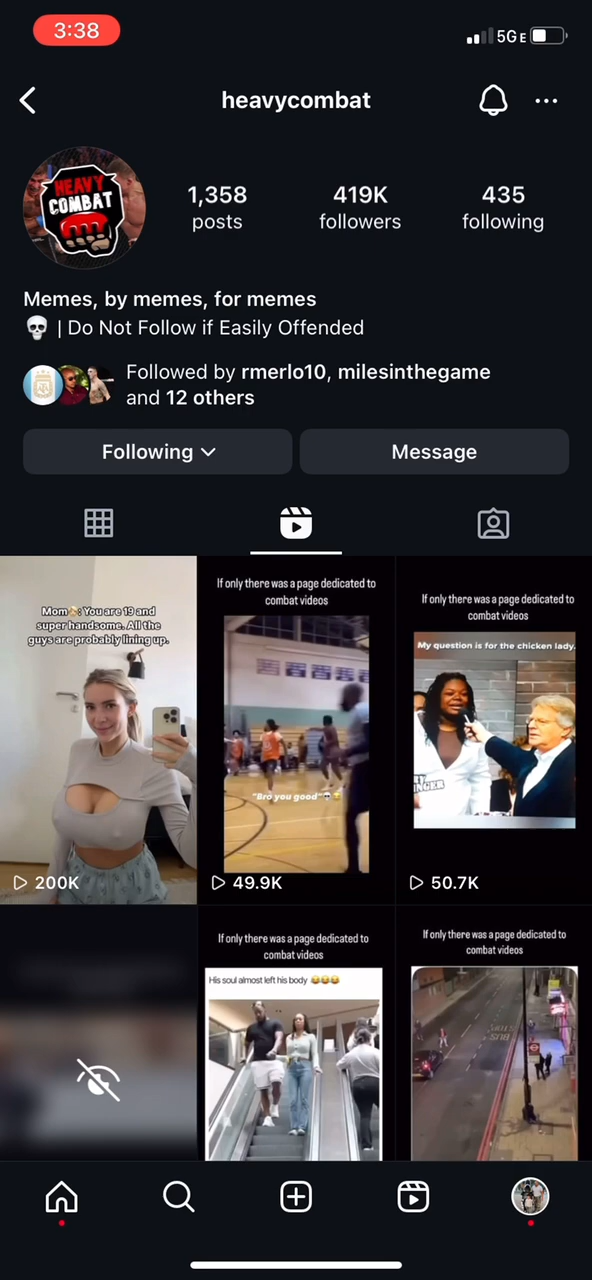 3:38
5G E
heavycombat
HEAVY
COMBAT
1,358
posts
419K
followers
435
following
Memes, by memes, for memes
💀 | Do Not Follow if Easily Offended
Followed by rmerlo10, milesinthegame
and 12 others
Following
Message
Mom: You are 19 and
super handsome. All the
guys are probably lining up.
200K
If only there was a page dedicated to
combat videos
"Bro you good"💀😂
49.9K
If only there was a page dedicated to
combat videos
My question is for the chicken lady.
50.7K
If only there was a page dedicated to
combat videos
His soul almost left his body 😂😂😂
If only there was a page dedicated to
combat videos